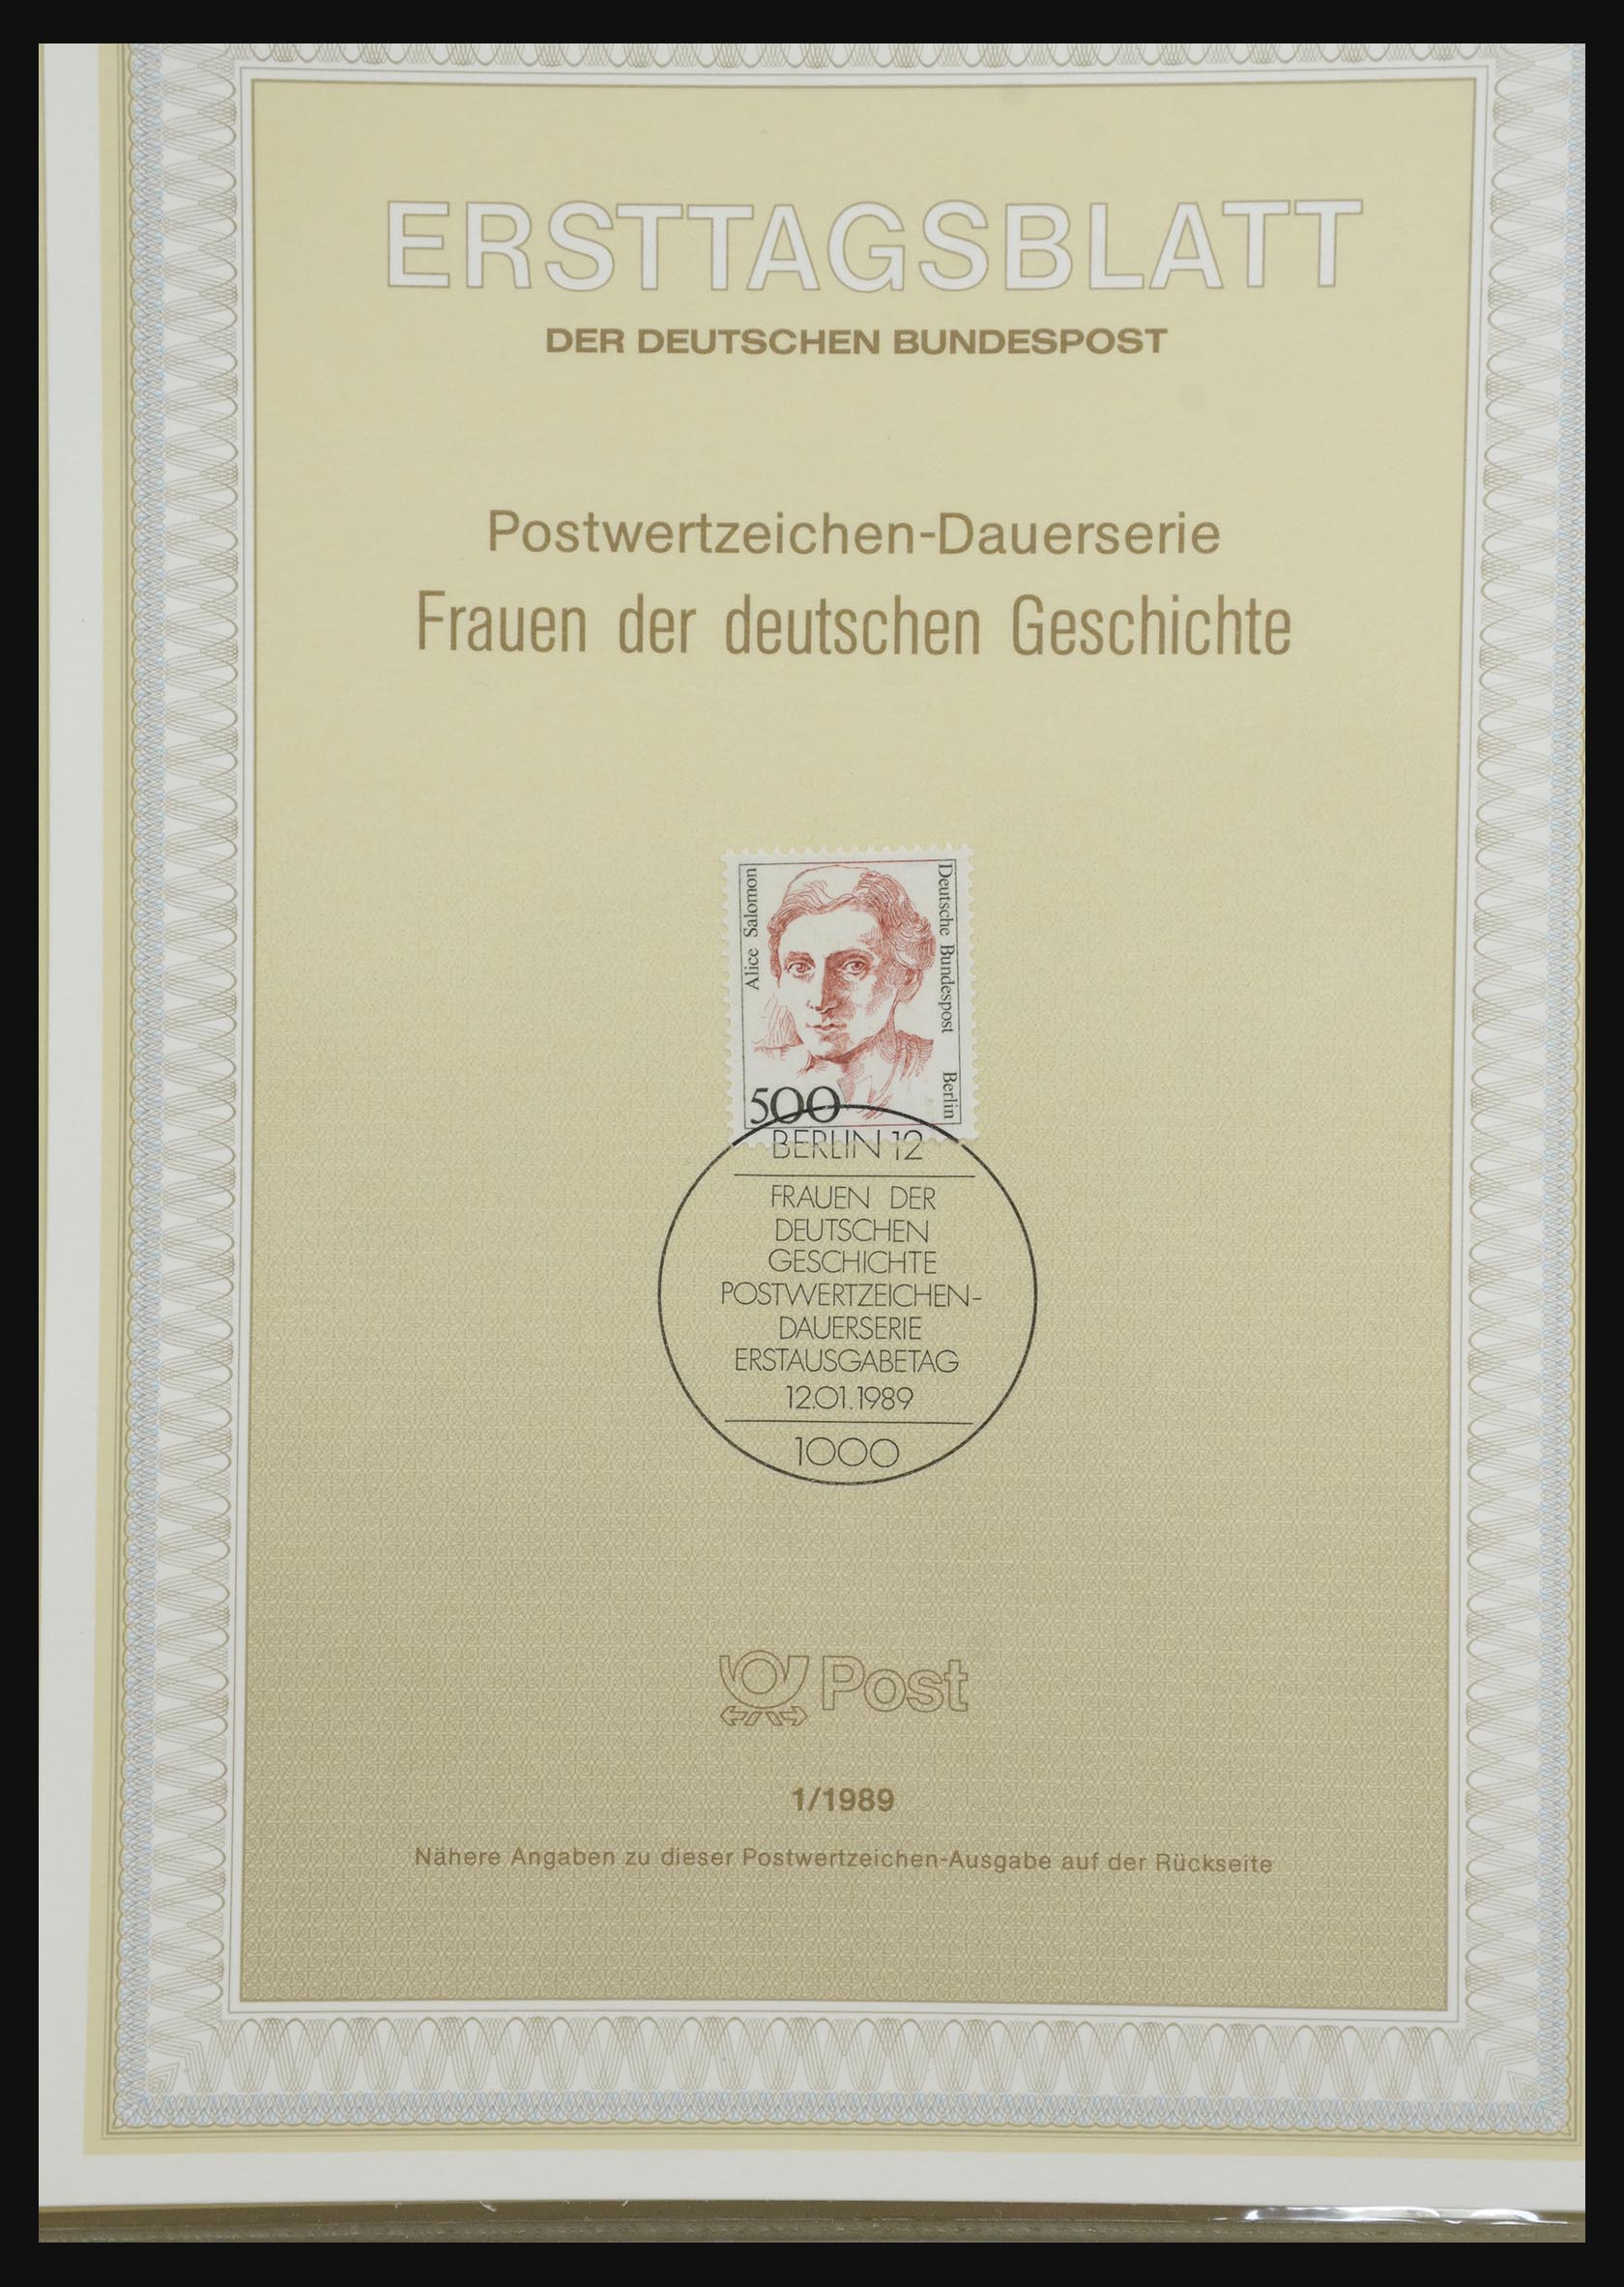 ERSTTAGSBLATT
DER DEUTSCHEN BUNDESPOST
Postwertzeichen-Dauerserie
Frauen der deutschen Geschichte
Alice Salomon
Deutsche Bundespost Berlin
500
BERLIN 12
FRAUEN DER
DEUTSCHEN
GESCHICHTE
POSTWERTZEICHEN-
DAUERSERIE
ERSTAUSGABETAG
12.01.1989
1000
Post
1/1989
Nähere Angaben zu dieser Postwertzeichen-Ausgabe auf der Rückseite